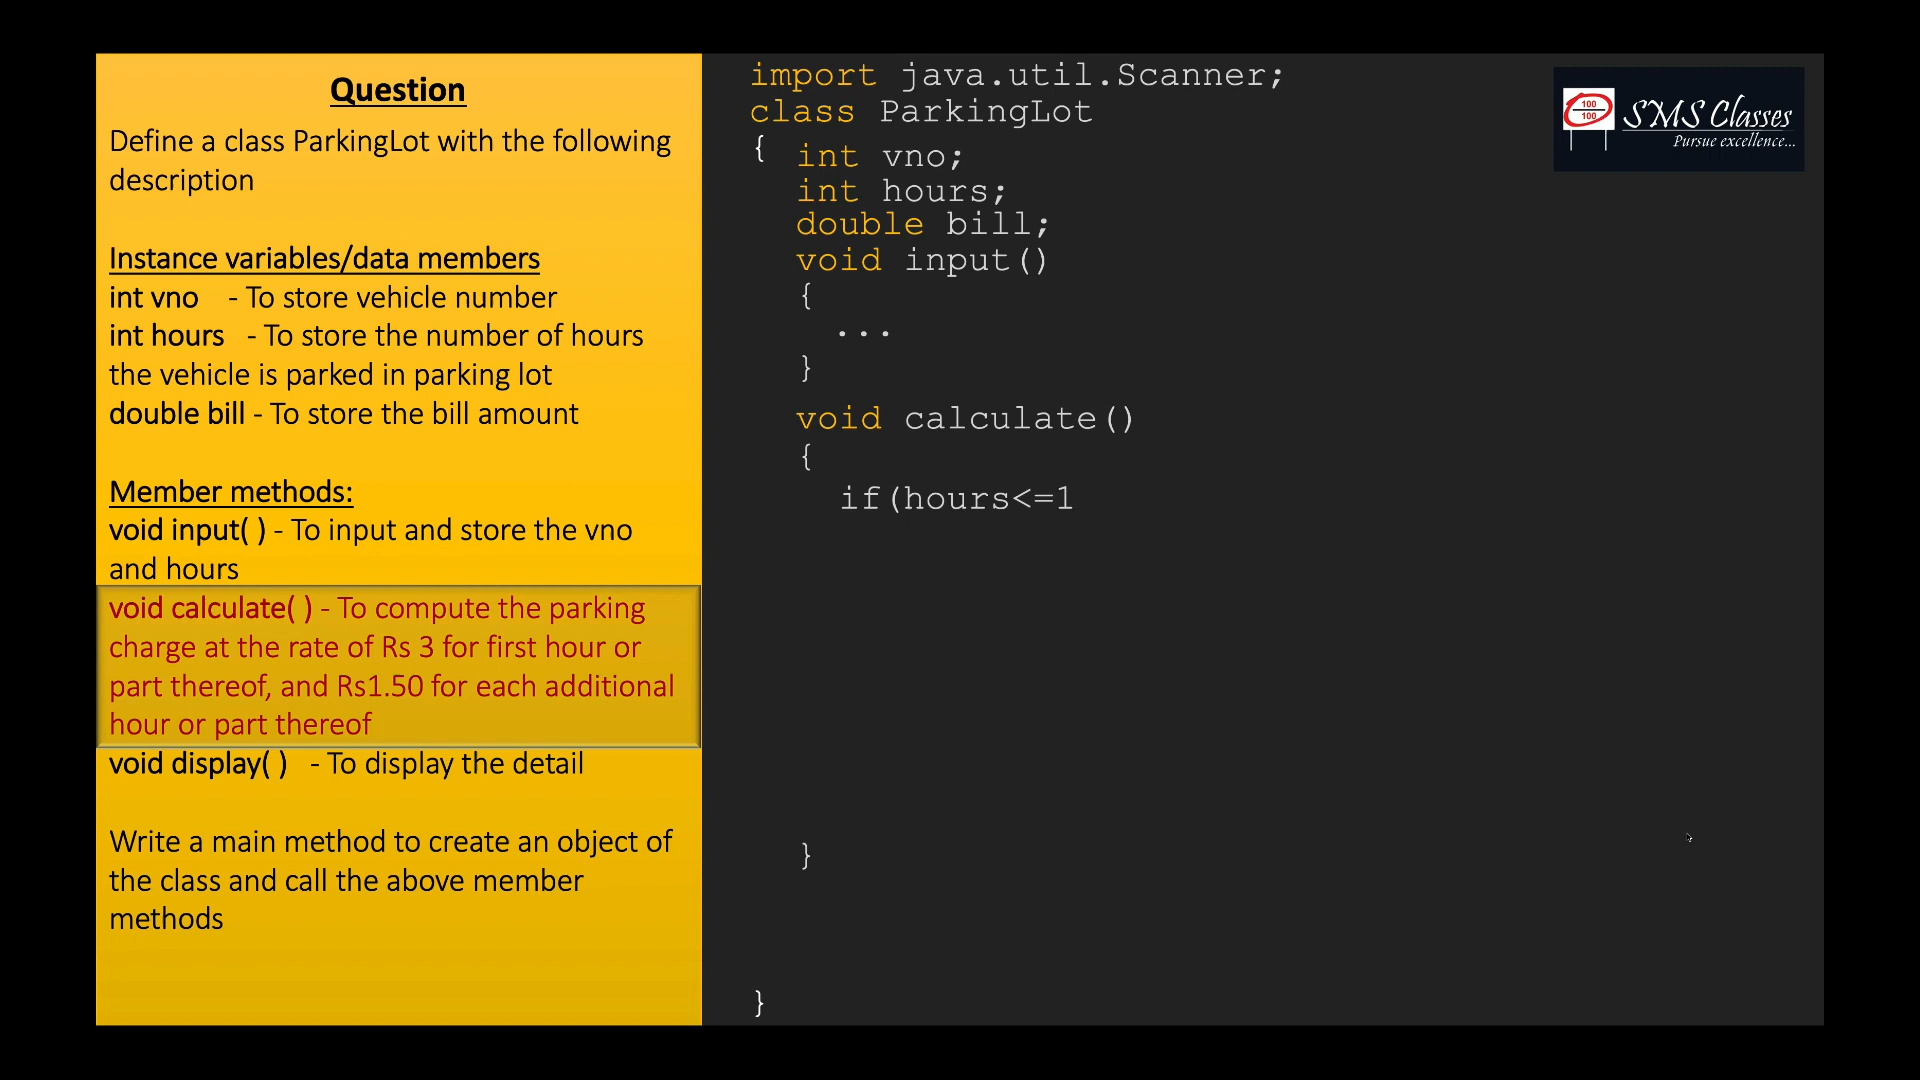 Question
Define a class ParkingLot with the following
description
Instance variables/data members
int vno - To store vehicle number
int hours - To store the number of hours
the vehicle is parked in parking lot
double bill - To store the bill amount
Member methods:
void input( ) - To input and store the vno
and hours
void calculate( ) - To compute the parking
charge at the rate of Rs 3 for first hour or
part thereof, and Rs1.50 for each additional
hour or part thereof
void display( ) - To display the detail
Write a main method to create an object of
the class and call the above member
methods
import java.util.Scanner;
class ParkingLot
{ int vno;
int hours;
double bill;
void input()
{
...
}
void calculate()
{
if(hours<=1
}
}
100
100
SMS Classes
Pursue excellence...